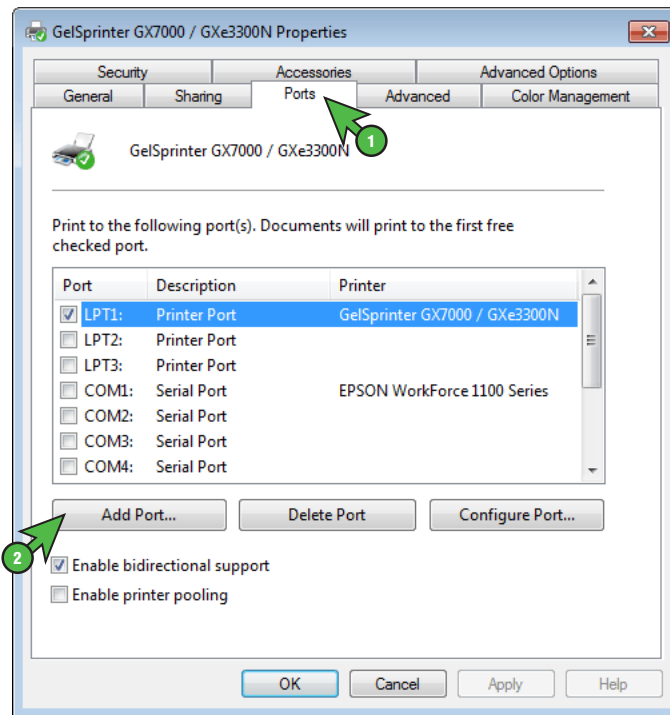 GelSprinter GX7000 / GXe3300N Properties
Security Accessories Advanced Options
General Sharing Ports Advanced Color Management
1
GelSprinter GX7000 / GXe3300N
Print to the following port(s). Documents will print to the first free
checked port.
Port Description Printer
LPT1: Printer Port GelSprinter GX7000 / GXe3300N
LPT2: Printer Port
LPT3: Printer Port
COM1: Serial Port EPSON WorkForce 1100 Series
COM2: Serial Port
COM3: Serial Port
COM4: Serial Port
Add Port... Delete Port Configure Port...
2
Enable bidirectional support
Enable printer pooling
OK Cancel Apply Help